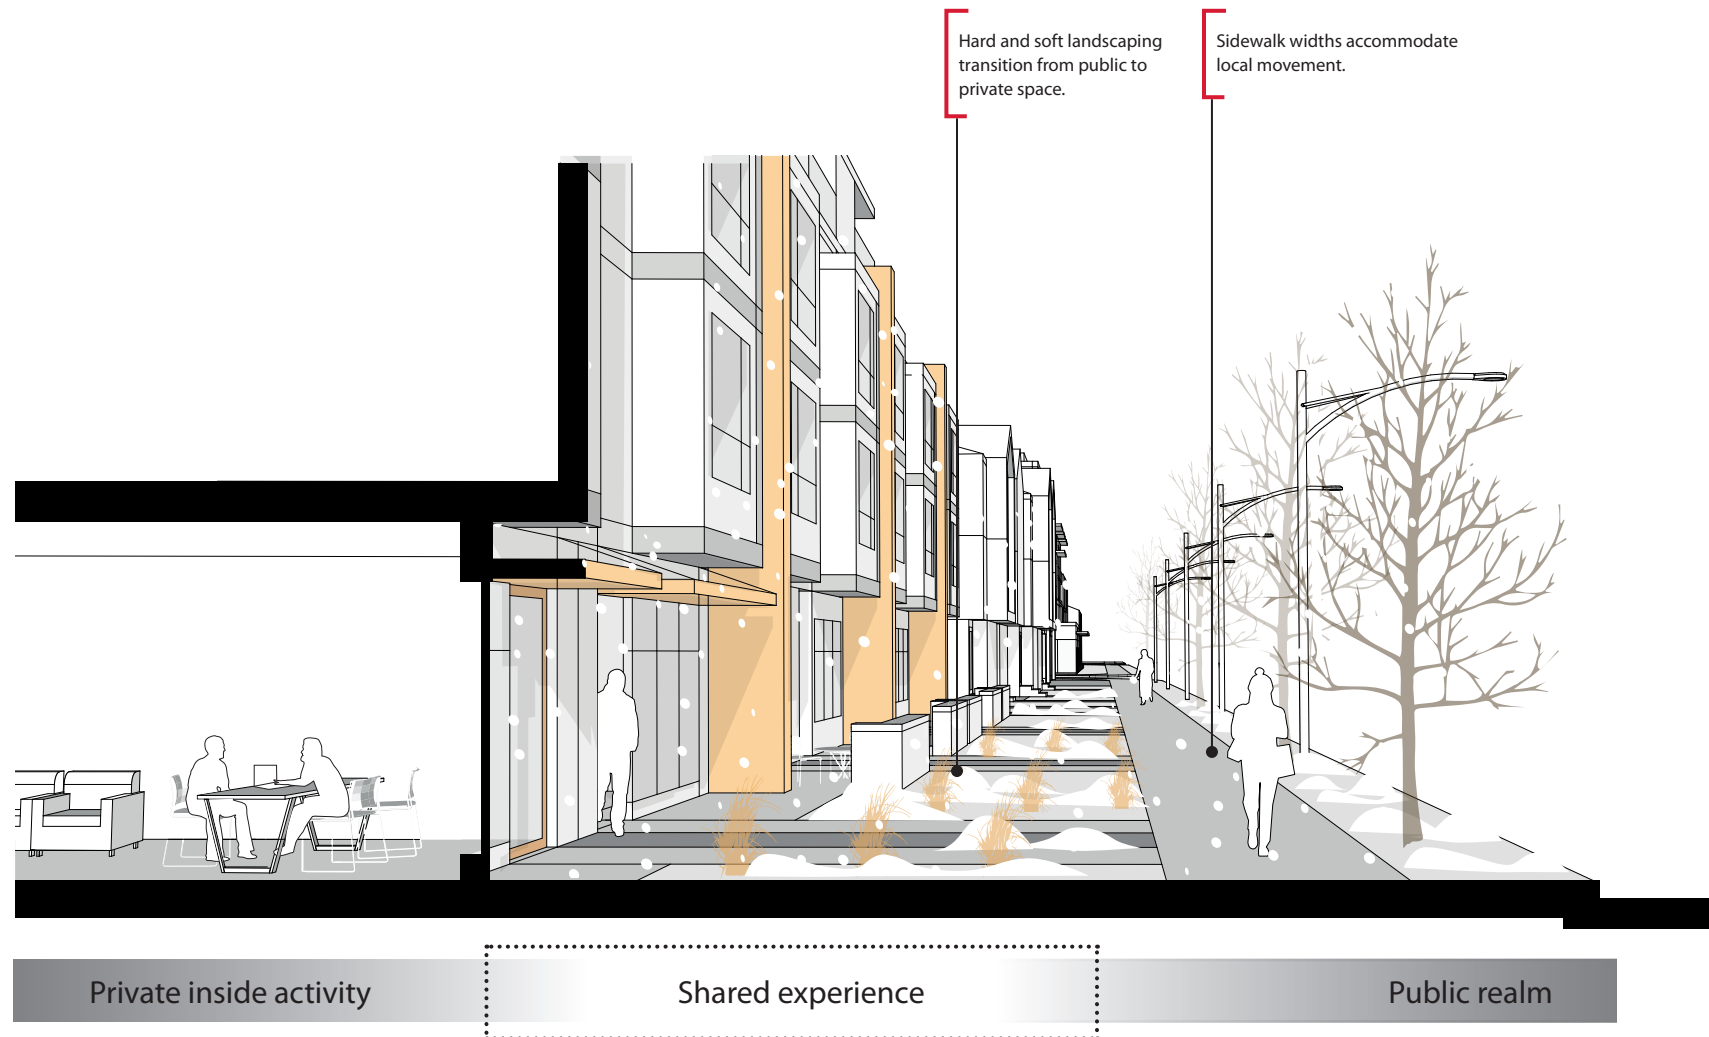 Hard and soft landscaping
transition from public to
private space.
Sidewalk widths accommodate
local movement.
Private inside activity
Shared experience
Public realm